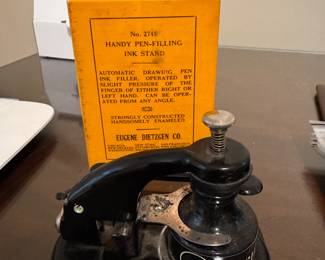 No. 2746
HANDY PEN-FILLING
INK STAND
AUTOMATIC DRAWING PEN
INK FILLER. OPERATED BY
SLIGHT PRESSURE OF THE
FINGER OF EITHER RIGHT OR
LEFT HAND. CAN BE OPER-
ATED FROM ANY ANGLE.
STRONGLY CONSTRUCTED
HANDSOMELY ENAMELED
EUGENE DIETZGEN CO.